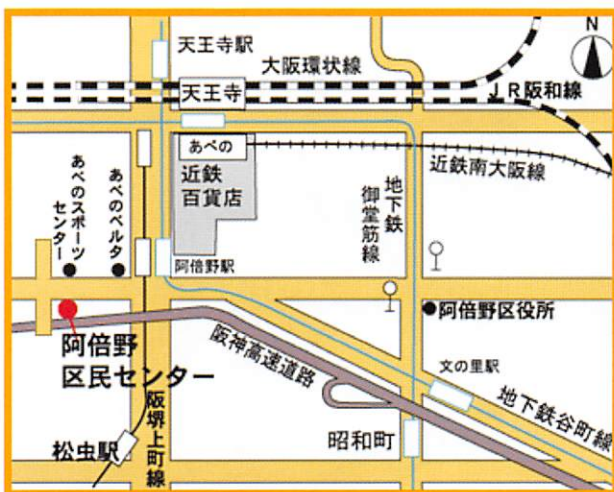 天王寺駅
大阪環状線
N
天王寺
JR阪和線
あべの
近鉄
百貨店
近鉄南大阪線
地下鉄
御堂筋線
あべのスポーツ
センター
あべのベルタ
阿倍野駅
阿倍野区役所
阿倍野
区民センター
阪神高速道路
文の里駅
地下鉄谷町線
松虫駅
阪堺上町線
昭和町